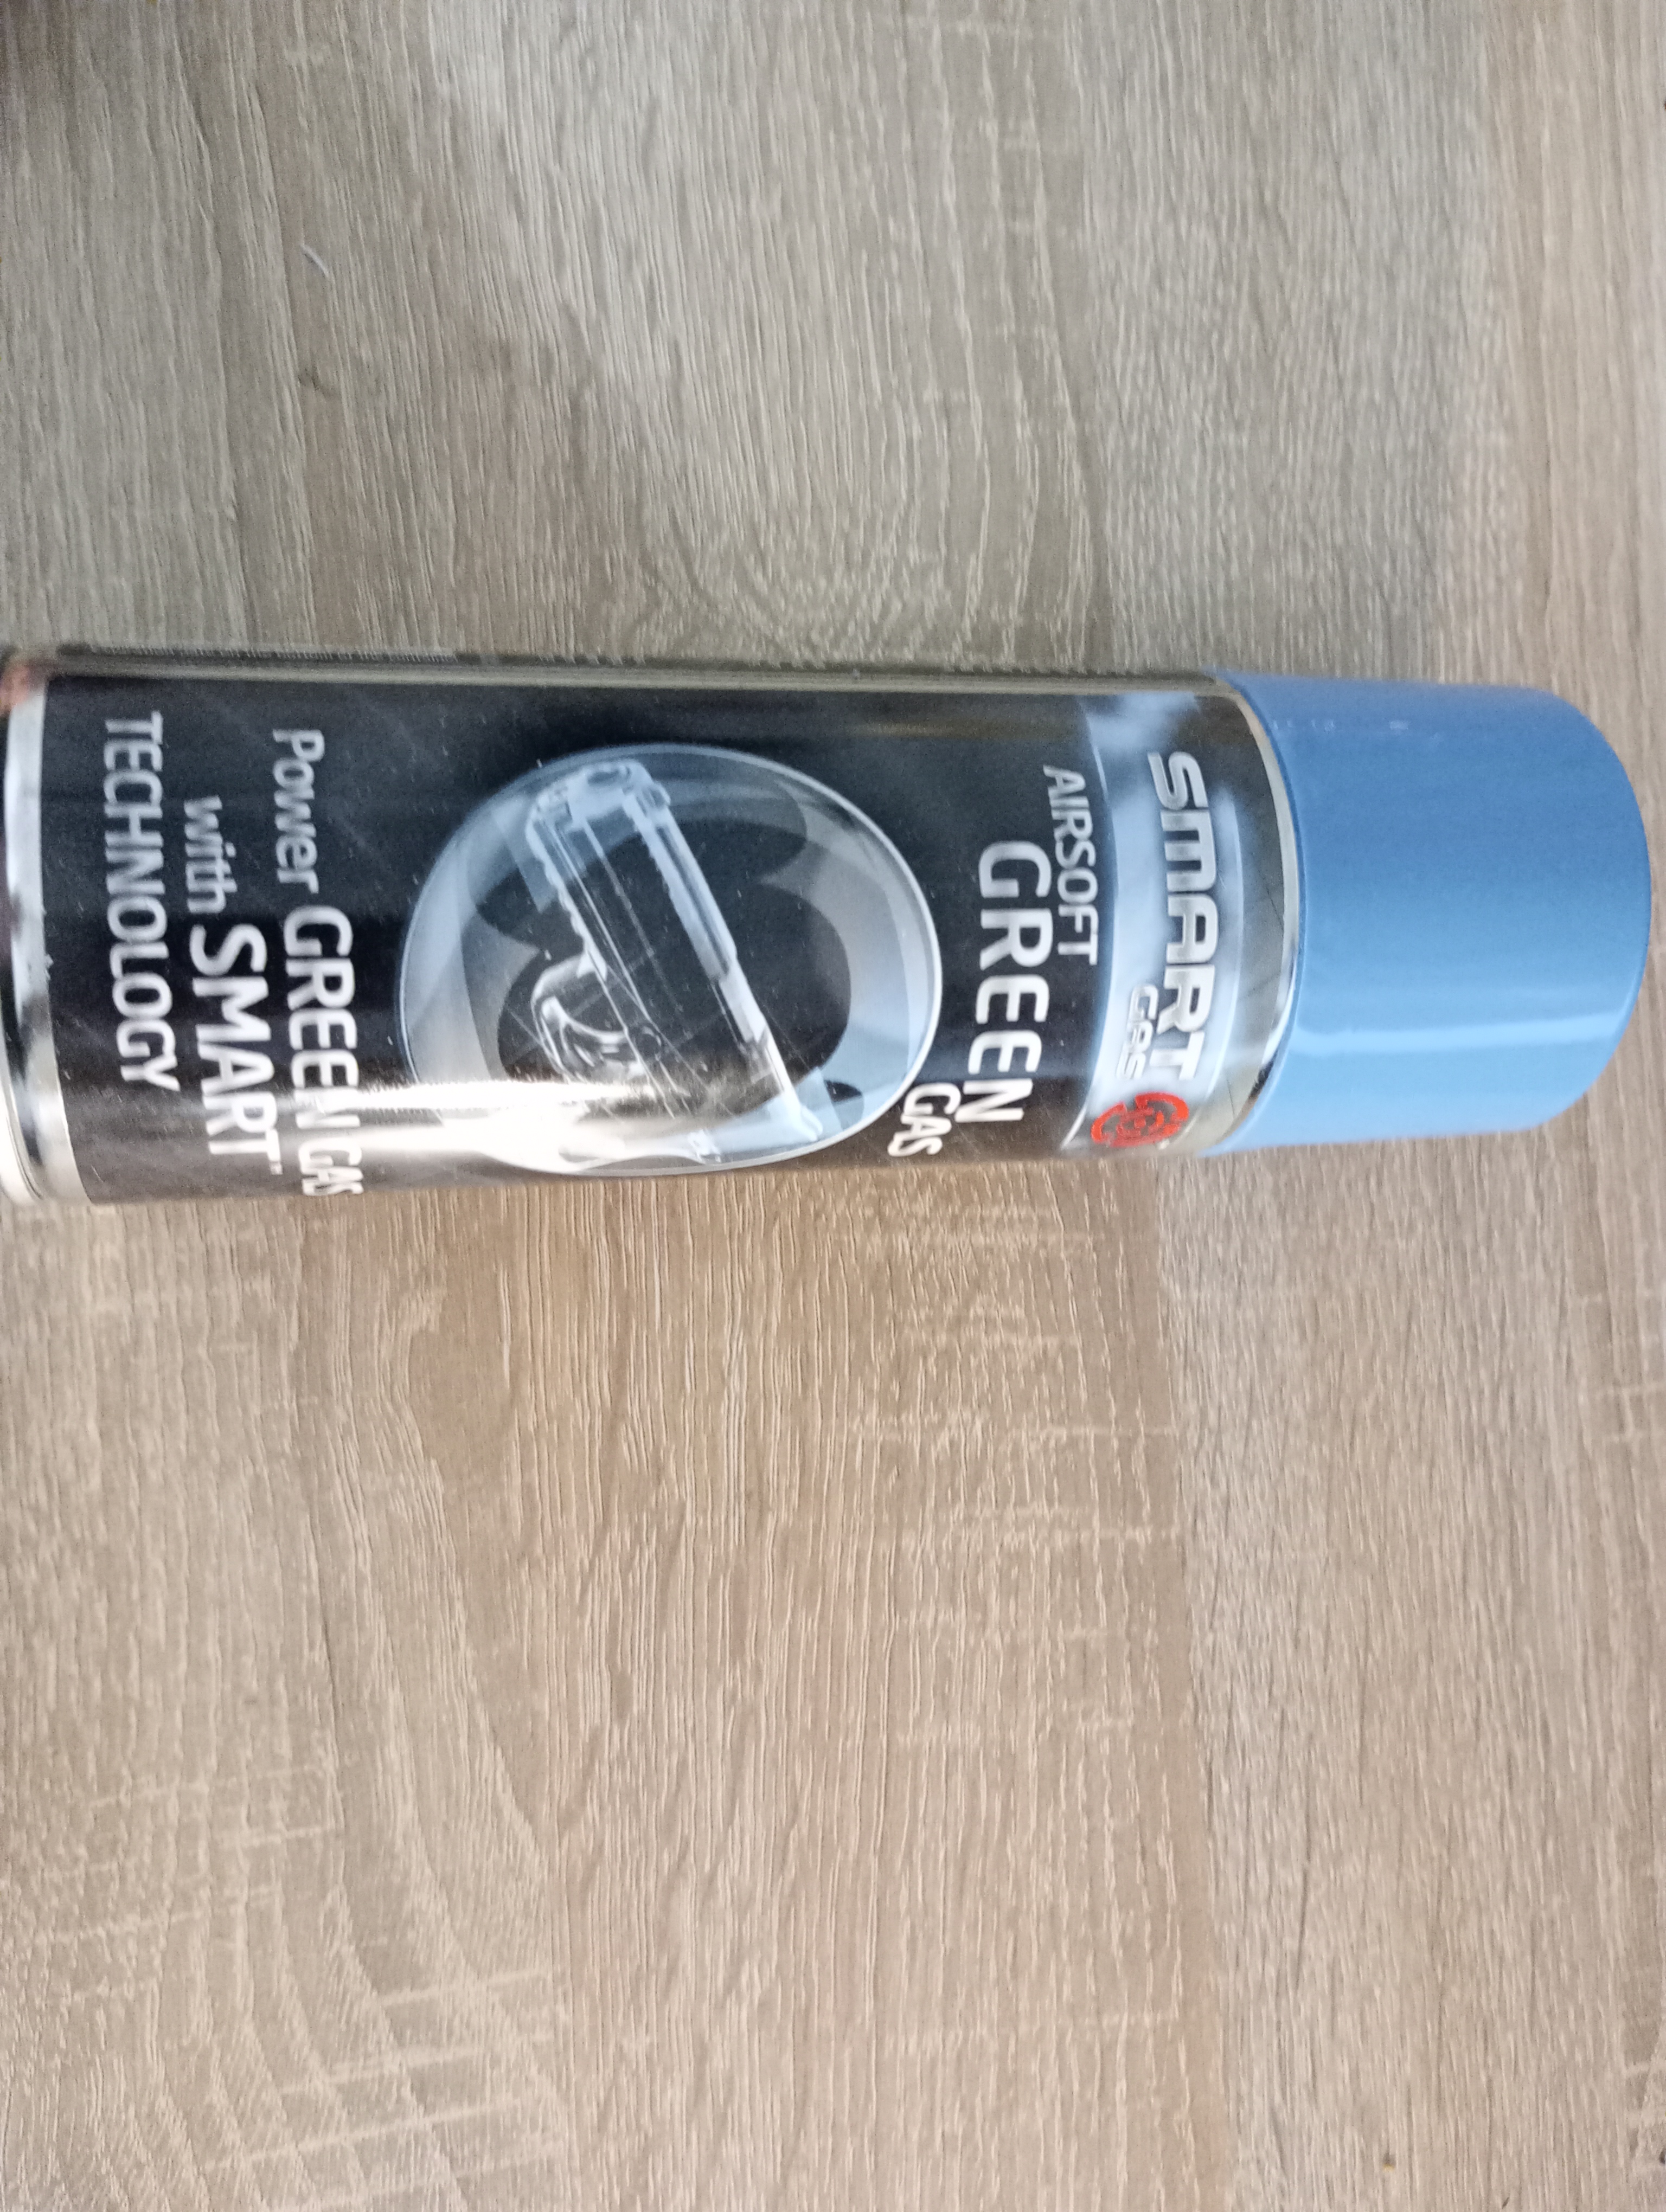 SMART
Gas
AIRSOFT
GREEN
GAS
Power GREEN GAS
with SMART™
TECHNOLOGY